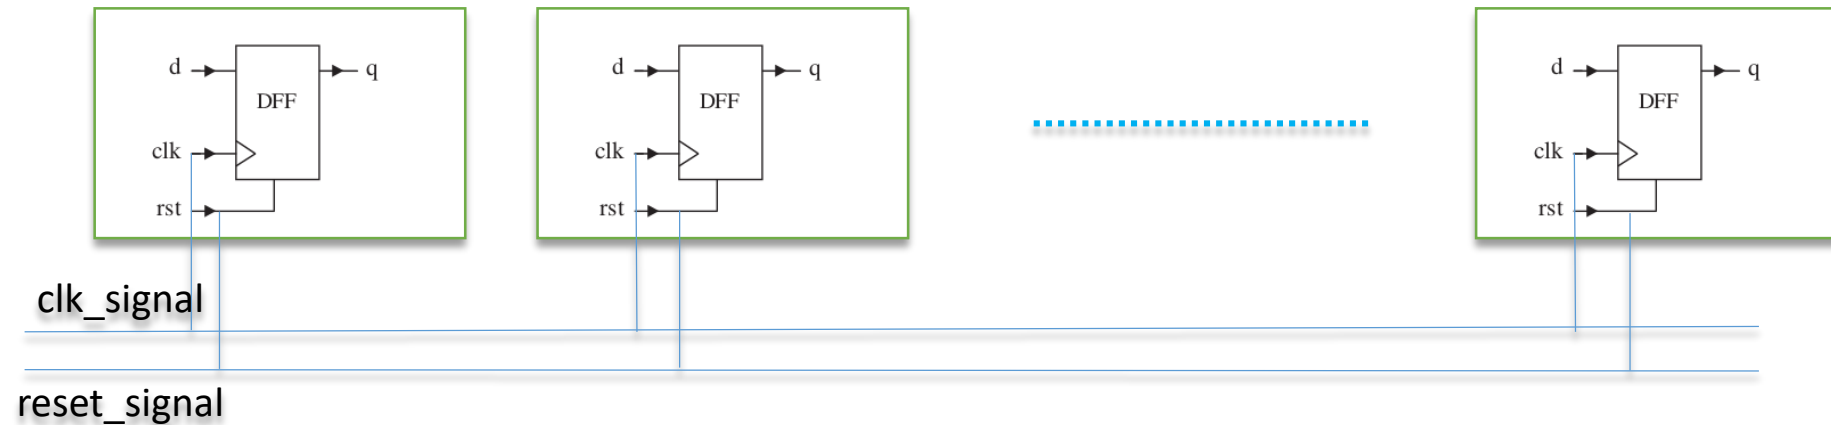 d q
DFF
clk
rst
d q
DFF
clk
rst
d q
DFF
clk
rst
clk_signal
reset_signal